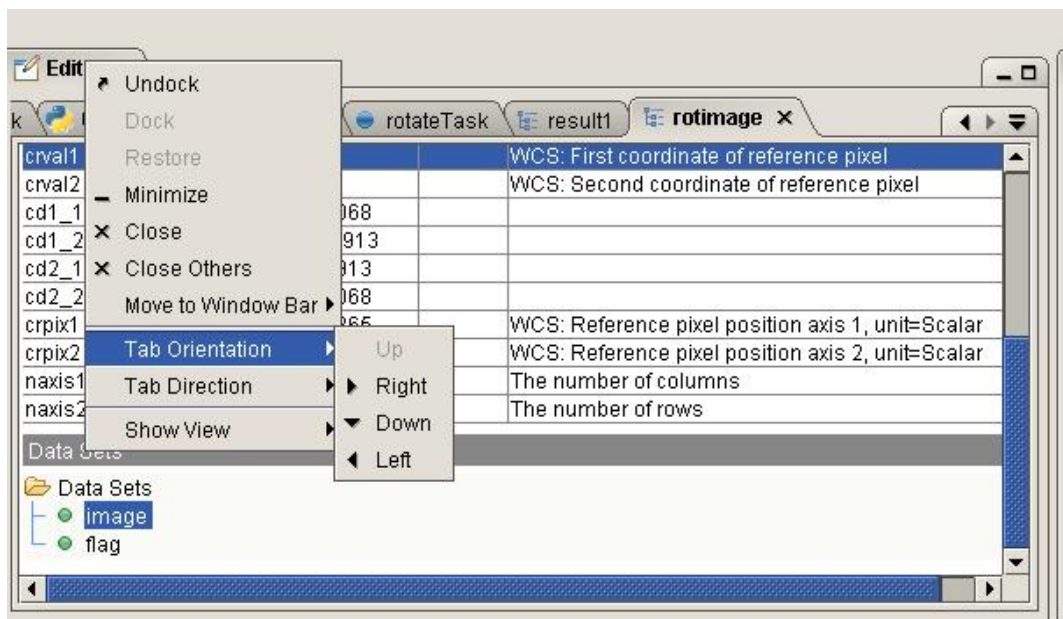 Edit
Undock
Dock
Restore
Minimize
Close
Close Others
Move to Window Bar
Tab Orientation
Tab Direction
Show View
Up
Right
Down
Left
k rotateTask result1 rotimage
crval1 WCS: First coordinate of reference pixel
crval2 WCS: Second coordinate of reference pixel
cd1_1 068
cd1_2 913
cd2_1 913
cd2_2 068
crpix1 WCS: Reference pixel position axis 1, unit=Scalar
crpix2 WCS: Reference pixel position axis 2, unit=Scalar
naxis1 The number of columns
naxis2 The number of rows
Data Sets
Data Sets
image
flag